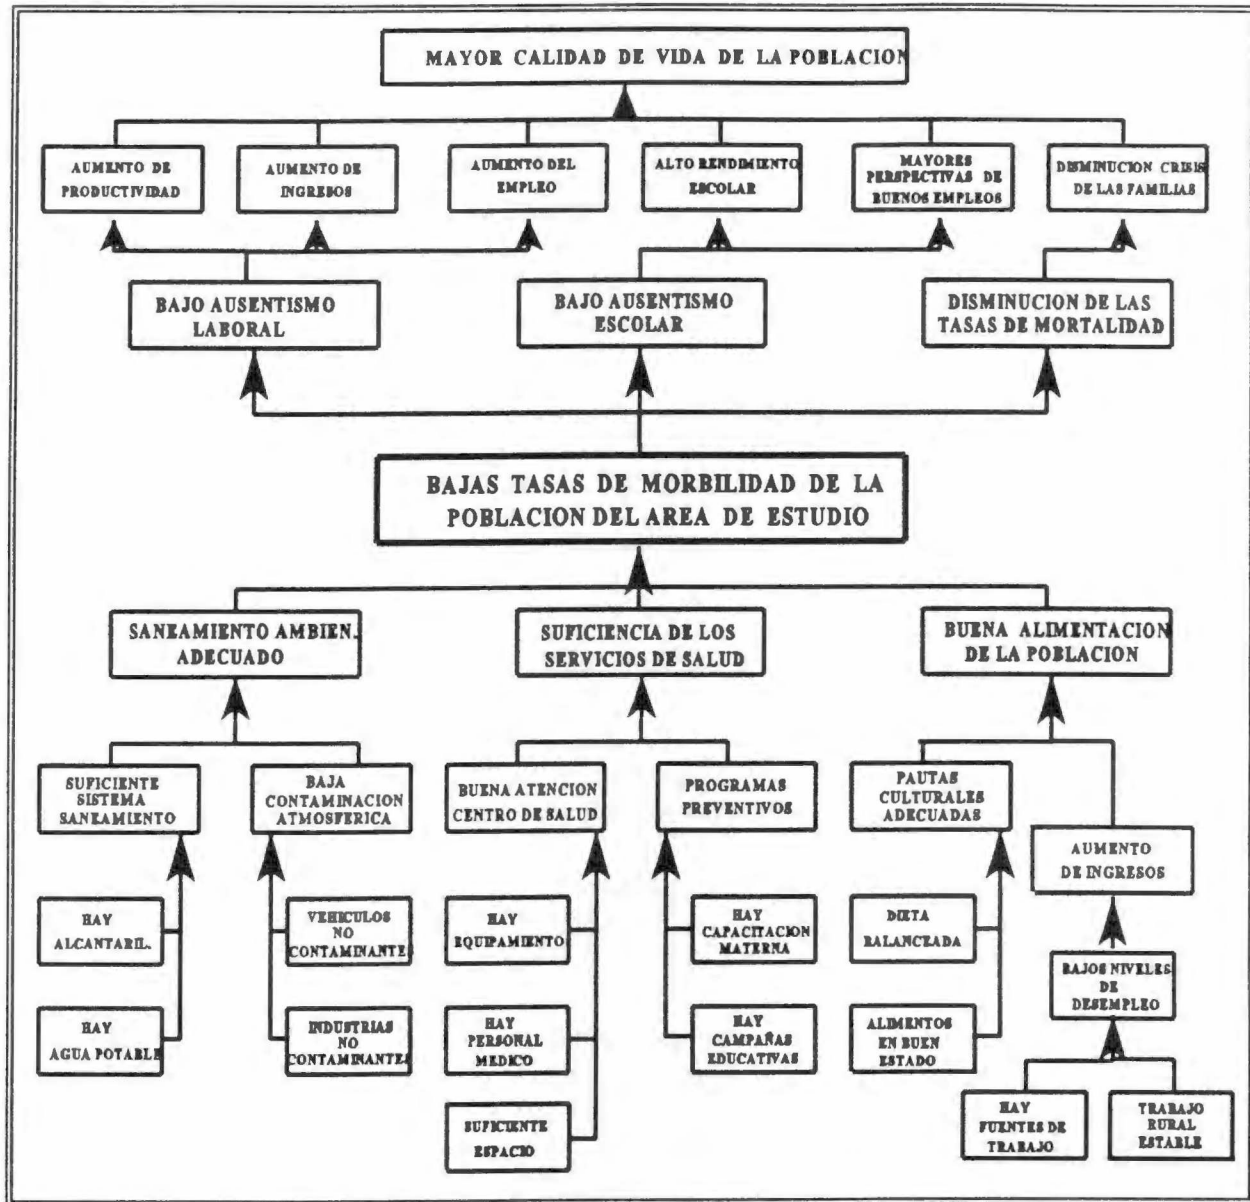 MAYOR CALIDAD DE VIDA DE LA POBLACION
AUMENTO DE
PRODUCTIVIDAD
AUMENTO DE
INGRESOS
AUMENTO DEL
EMPLEO
ALTO RENDIMIENTO
ESCOLAR
MAYORES
PERSPECTIVAS DE
BUENOS EMPLEOS
DISMINUCION CRISIS
DE LAS FAMILIAS
BAJO AUSENTISMO
LABORAL
BAJO AUSENTISMO
ESCOLAR
DISMINUCION DE LAS
TASAS DE MORTALIDAD
BAJAS TASAS DE MORBILIDAD DE LA
POBLACION DEL AREA DE ESTUDIO
SANEAMIENTO AMBIEN.
ADECUADO
SUFICIENCIA DE LOS
SERVICIOS DE SALUD
BUENA ALIMENTACION
DE LA POBLACION
SUFICIENTE
SISTEMA
SANEAMIENTO
BAJA
CONTAMINACION
ATMOSFERICA
BUENA ATENCION
CENTRO DE SALUD
PROGRAMAS
PREVENTIVOS
PAUTAS
CULTURALES
ADECUADAS
AUMENTO
DE INGRESOS
HAY
ALCANTARIL.
VEHICULOS
NO
CONTAMINANTES
HAY
EQUIPAMIENTO
HAY
CAPACITACION
MATERNA
DIETA
BALANCEADA
BAJOS NIVELES
DE
DESEMPLEO
HAY
AGUA POTABLE
INDUSTRIAS
NO
CONTAMINANTES
HAY
PERSONAL
MEDICO
HAY
CAMPAÑAS
EDUCATIVAS
ALIMENTOS
EN BUEN
ESTADO
SUFICIENTE
ESPACIO
HAY
FUENTES DE
TRABAJO
TRABAJO
RURAL
ESTABLE